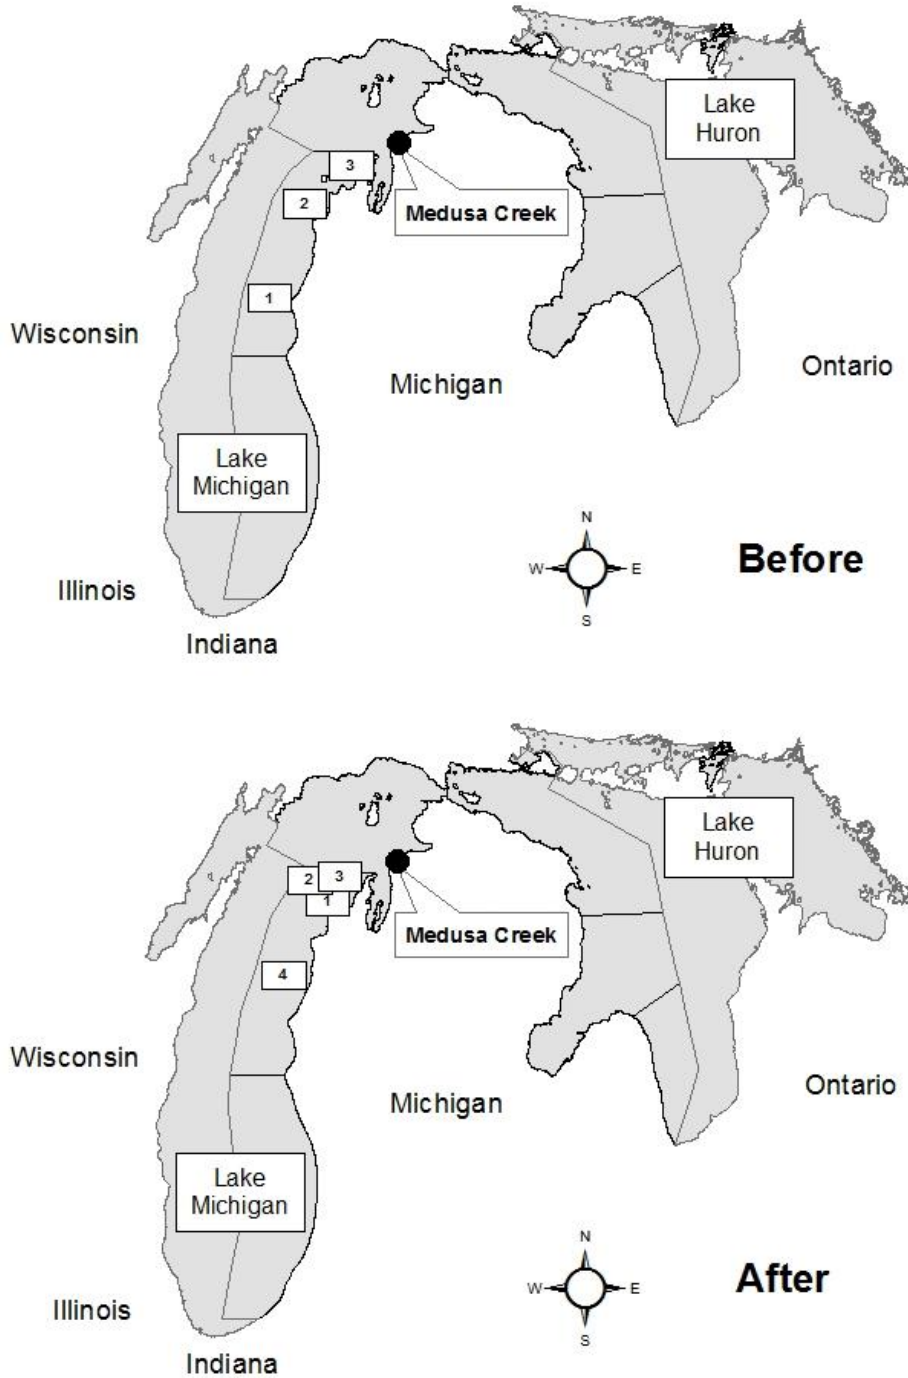 Lake
Huron
3
Medusa Creek
2
1
Wisconsin
Michigan
Ontario
Lake
Michigan
N
W
E
S
Before
Illinois
Indiana
Lake
Huron
2
3
1
Medusa Creek
4
Wisconsin
Michigan
Ontario
Lake
Michigan
N
W
E
S
After
Illinois
Indiana